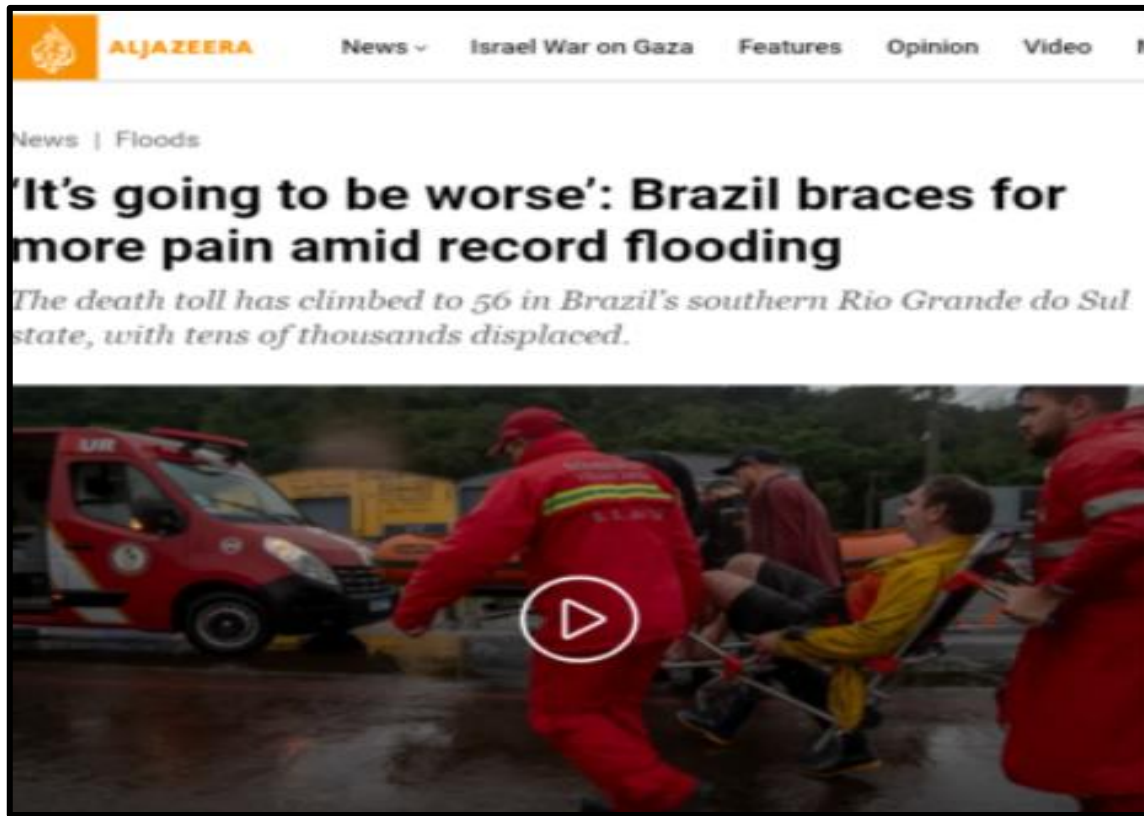 ALJAZEERA News Israel War on Gaza Features Opinion Video
News | Floods
'It's going to be worse': Brazil braces for
more pain amid record flooding
The death toll has climbed to 56 in Brazil's southern Rio Grande do Sul
state, with tens of thousands displaced.
UR